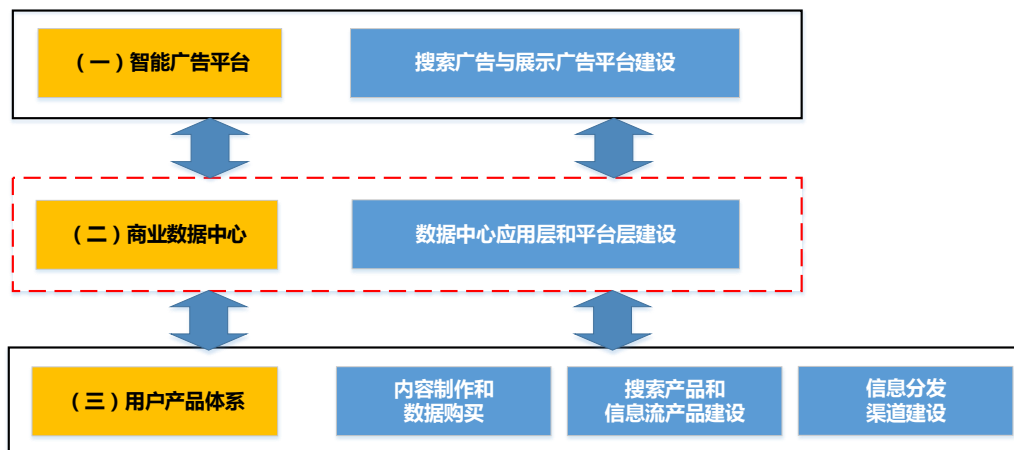 （一）智能广告平台
搜索广告与展示广告平台建设
（二）商业数据中心
数据中心应用层和平台层建设
（三）用户产品体系
内容制作和
数据购买
搜索产品和
信息流产品建设
信息分发
渠道建设